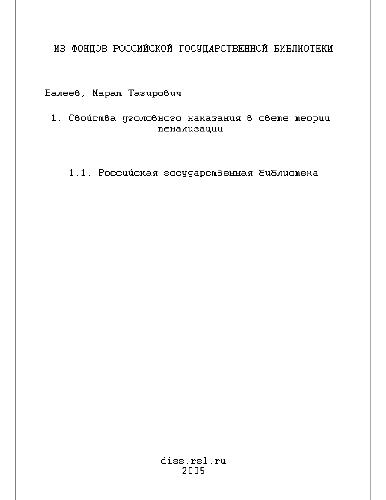 ИЗ ФОНДОВ РОССИЙСКОЙ ГОСУДАРСТВЕННОЙ БИБЛИОТЕКИ
Валеев, Марат Тагирович
1. Свойства уголовного наказания в свете теории
пенализации
1.1. Российская государственная библиотека
diss.rsl.ru
2005